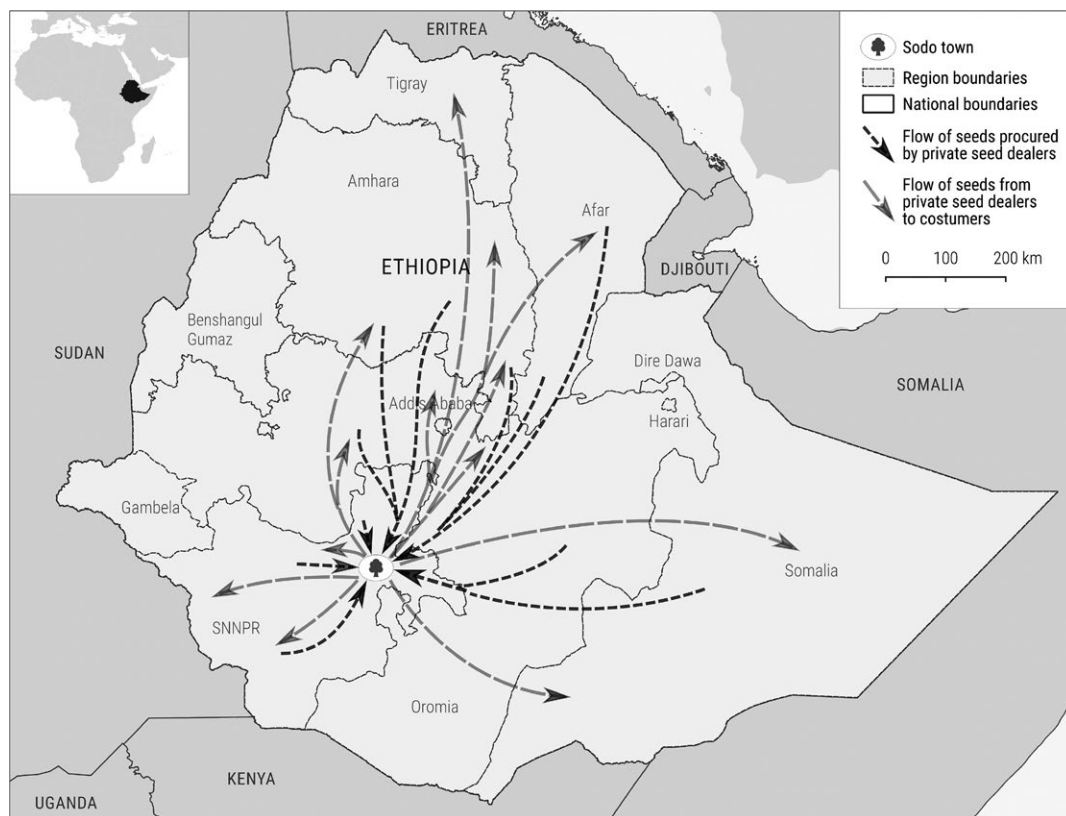 ERITREA
Tigray
Amhara
Afar
ETHIOPIA
DJIBOUTI
Benshangul
Gumaz
SUDAN
Dire Dawa
SOMALIA
Addis Ababa
Harari
Gambela
Somalia
SNNPR
Oromia
KENYA
UGANDA
Sodo town
Region boundaries
National boundaries
Flow of seeds procured
by private seed dealers
Flow of seeds from
private seed dealers
to costumers
0 100 200 km